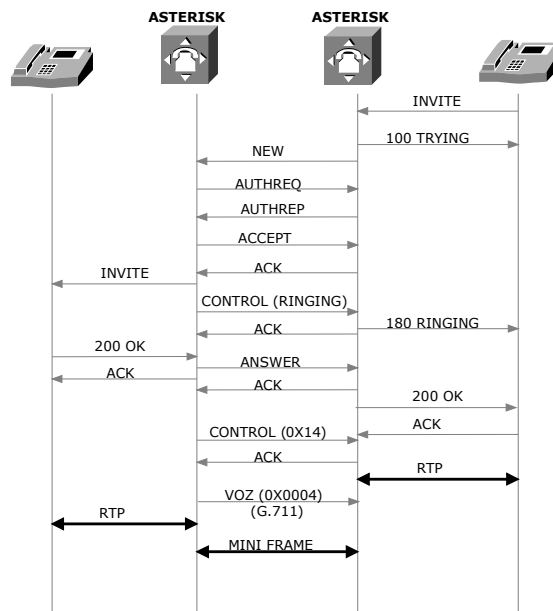 ASTERISK
ASTERISK
INVITE
100 TRYING
NEW
AUTHREQ
AUTHREP
ACCEPT
ACK
INVITE
CONTROL (RINGING)
180 RINGING
ACK
200 OK
ANSWER
ACK
ACK
200 OK
ACK
CONTROL (0X14)
ACK
RTP
VOZ (0X0004)
(G.711)
RTP
MINI FRAME